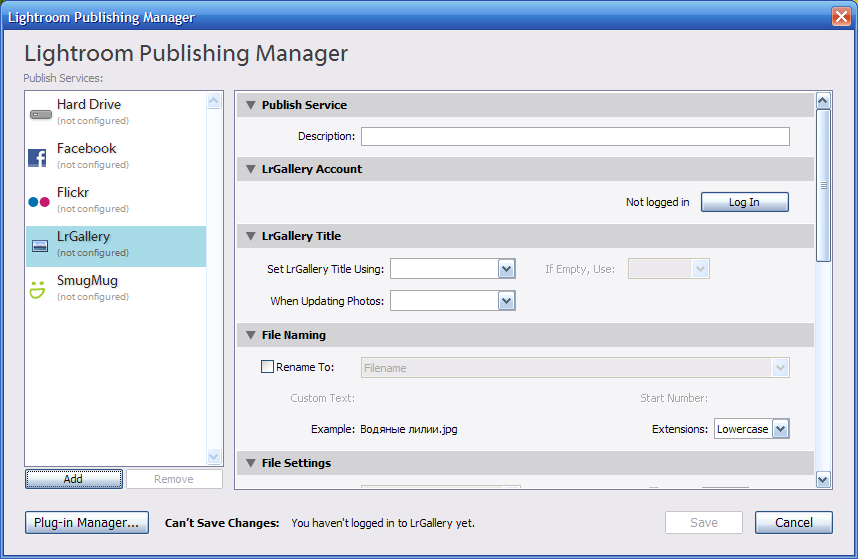 Lightroom Publishing Manager
Lightroom Publishing Manager
Publish Services:
Hard Drive
(not configured)
Facebook
(not configured)
Flickr
(not configured)
LrGallery
(not configured)
SmugMug
(not configured)
Add Remove
Publish Service
Description:
LrGallery Account
Not logged in Log In
LrGallery Title
Set LrGallery Title Using: If Empty, Use:
When Updating Photos:
File Naming
Rename To: Filename
Custom Text: Start Number:
Example: Водяные лилии.jpg Extensions: Lowercase
File Settings
Plug-in Manager... Can't Save Changes: You haven't logged in to LrGallery yet. Save Cancel